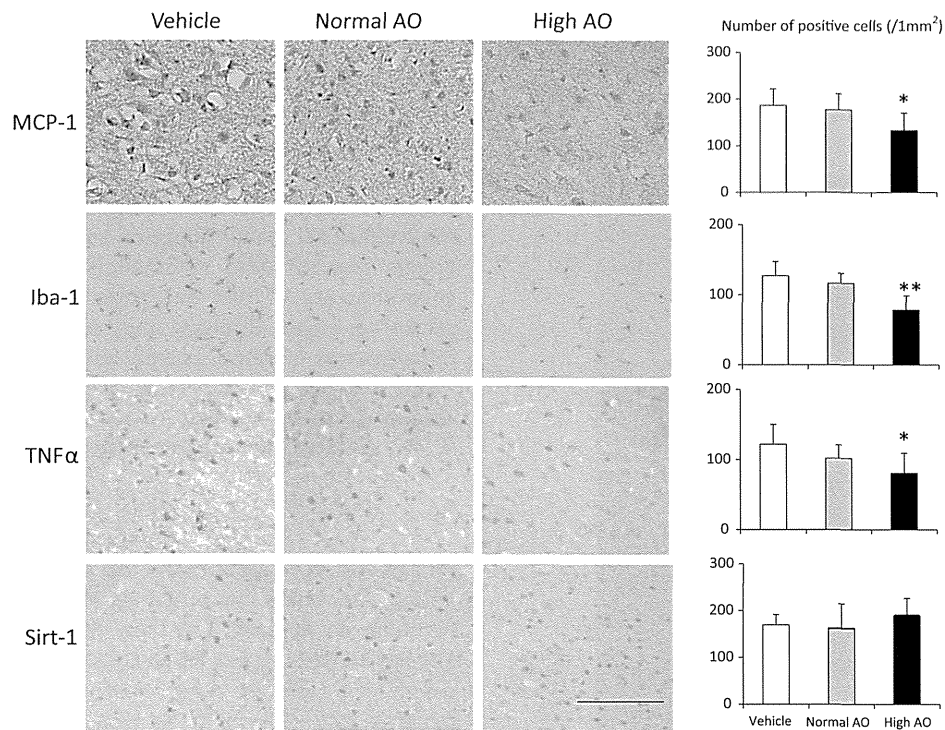 Vehicle Normal AO High AO
Number of positive cells (/1mm²)
MCP-1
300
200
100
0
*
Iba-1
200
100
0
**
TNFα
200
100
0
*
Sirt-1
300
200
100
0
Vehicle Normal AO High AO